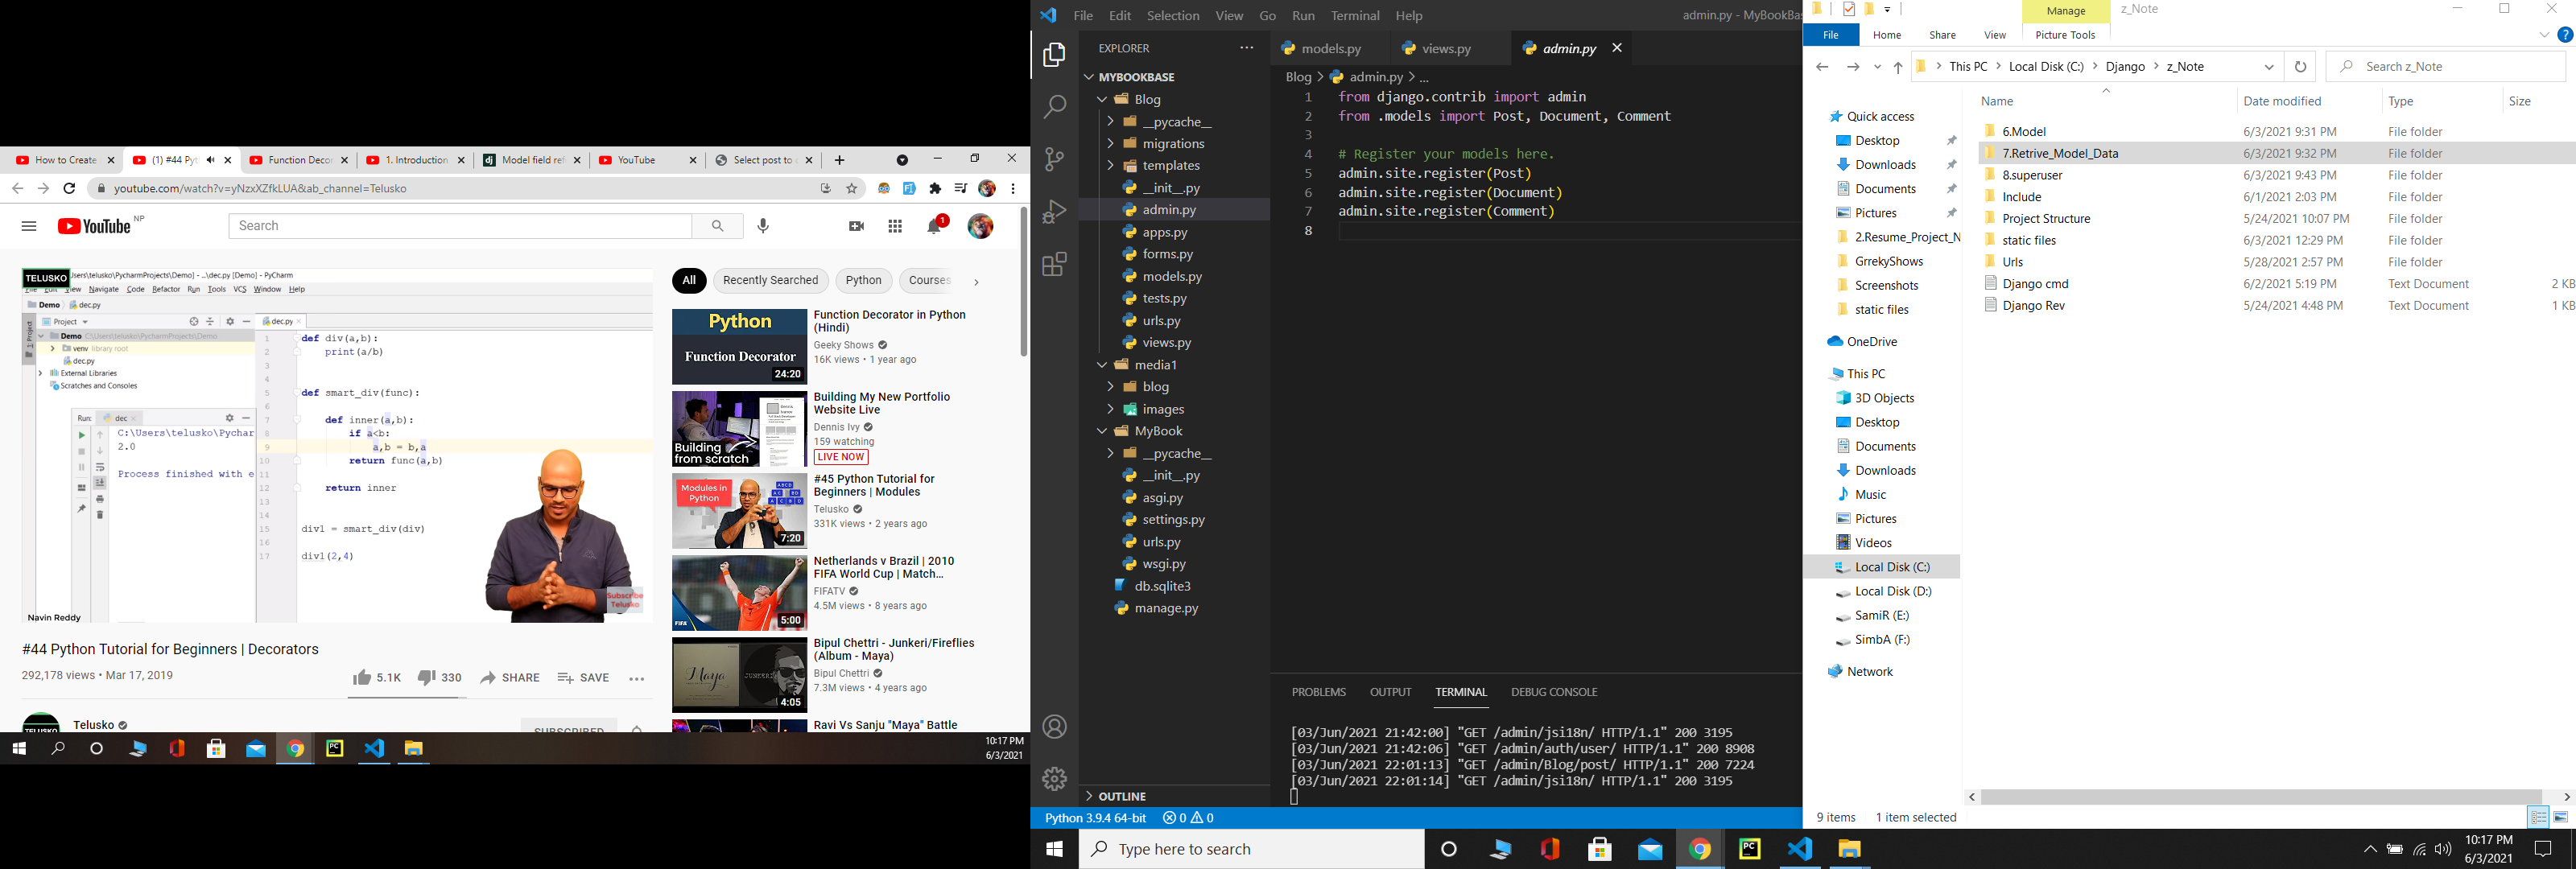 How to Create
(1) #44 Pyt
Function Decor
1. Introduction
Model field ref
YouTube
Select post to c
youtube.com/watch?v=yNzxXZfkLUA&ab_channel=Telusko
YouTube NP
Search
1
TELUSKO
sers\telusko\PycharmProjects\Demo] - ...\dec.py [Demo] - PyCharm
File Edit View Navigate Code Refactor Run Tools VCS Window Help
Demo dec.py
Project
dec.py
Demo C:\Users\telusko\PycharmProjects\Demo
venv library root
dec.py
External Libraries
Scratches and Consoles
1 def div(a,b):
2 print(a/b)
3
4
5 def smart_div(func):
6
7 def inner(a,b):
8 if a<b:
9 a,b = b,a
10 return func(a,b)
11
12 return inner
13
14
15 div1 = smart_div(div)
16
17 div1(2,4)
Run: dec
C:\Users\telusko\Pychar
2.0
Process finished with e
Subscribe
Telusko
Navin Reddy
#44 Python Tutorial for Beginners | Decorators
292,178 views • Mar 17, 2019
5.1K
330
SHARE
SAVE
Telusko
SUBSCRIBED
All
Recently Searched
Python
Courses
Python
Function Decorator
24:20
Function Decorator in Python
(Hindi)
Geeky Shows
16K views • 1 year ago
Building
from scratch
Building My New Portfolio
Website Live
Dennis Ivy
159 watching
LIVE NOW
Modules in
Python
7:20
#45 Python Tutorial for
Beginners | Modules
Telusko
331K views • 2 years ago
FIFA
5:00
Netherlands v Brazil | 2010
FIFA World Cup | Match...
FIFATV
4.5M views • 8 years ago
Maya
JUNKERI
4:05
Bipul Chettri - Junkeri/Fireflies
(Album - Maya)
Bipul Chettri
7.3M views • 4 years ago
Ravi Vs Sanju "Maya" Battle
10:17 PM
6/3/2021
File Edit Selection View Go Run Terminal Help
admin.py - MyBookBas
EXPLORER
MYBOOKBASE
Blog
__pycache__
migrations
templates
__init__.py
admin.py
apps.py
forms.py
models.py
tests.py
urls.py
views.py
media1
blog
images
MyBook
__pycache__
__init__.py
asgi.py
settings.py
urls.py
wsgi.py
db.sqlite3
manage.py
OUTLINE
models.py
views.py
admin.py
Blog > admin.py > ...
1 from django.contrib import admin
2 from .models import Post, Document, Comment
3
4 # Register your models here.
5 admin.site.register(Post)
6 admin.site.register(Document)
7 admin.site.register(Comment)
8
PROBLEMS OUTPUT TERMINAL DEBUG CONSOLE
[03/Jun/2021 21:42:00] "GET /admin/jsi18n/ HTTP/1.1" 200 3195
[03/Jun/2021 21:42:06] "GET /admin/auth/user/ HTTP/1.1" 200 8908
[03/Jun/2021 22:01:13] "GET /admin/Blog/post/ HTTP/1.1" 200 7224
[03/Jun/2021 22:01:14] "GET /admin/jsi18n/ HTTP/1.1" 200 3195
Python 3.9.4 64-bit 0 0
Type here to search
Manage
z_Note
File Home Share View Picture Tools
This PC > Local Disk (C:) > Django > z_Note
Search z_Note
Quick access
Desktop
Downloads
Documents
Pictures
2.Resume_Project_N
GrrekyShows
Screenshots
static files
OneDrive
This PC
3D Objects
Desktop
Documents
Downloads
Music
Pictures
Videos
Local Disk (C:)
Local Disk (D:)
SamiR (E:)
SimbA (F:)
Network
Name Date modified Type Size
6.Model 6/3/2021 9:31 PM File folder
7.Retrive_Model_Data 6/3/2021 9:32 PM File folder
8.superuser 6/3/2021 9:43 PM File folder
Include 6/1/2021 2:03 PM File folder
Project Structure 5/24/2021 10:07 PM File folder
static files 6/3/2021 12:29 PM File folder
Urls 5/28/2021 2:57 PM File folder
Django cmd 6/2/2021 5:19 PM Text Document 2 KB
Django Rev 5/24/2021 4:48 PM Text Document 1 KB
9 items 1 item selected
10:17 PM
6/3/2021